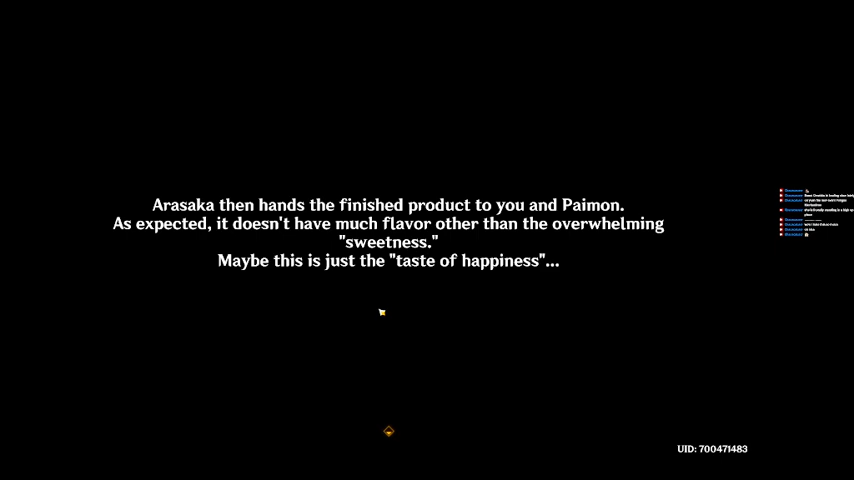 Arasaka then hands the finished product to you and Paimon.
As expected, it doesn't have much flavor other than the overwhelming
"sweetness."
Maybe this is just the "taste of happiness"...
UID: 700471483